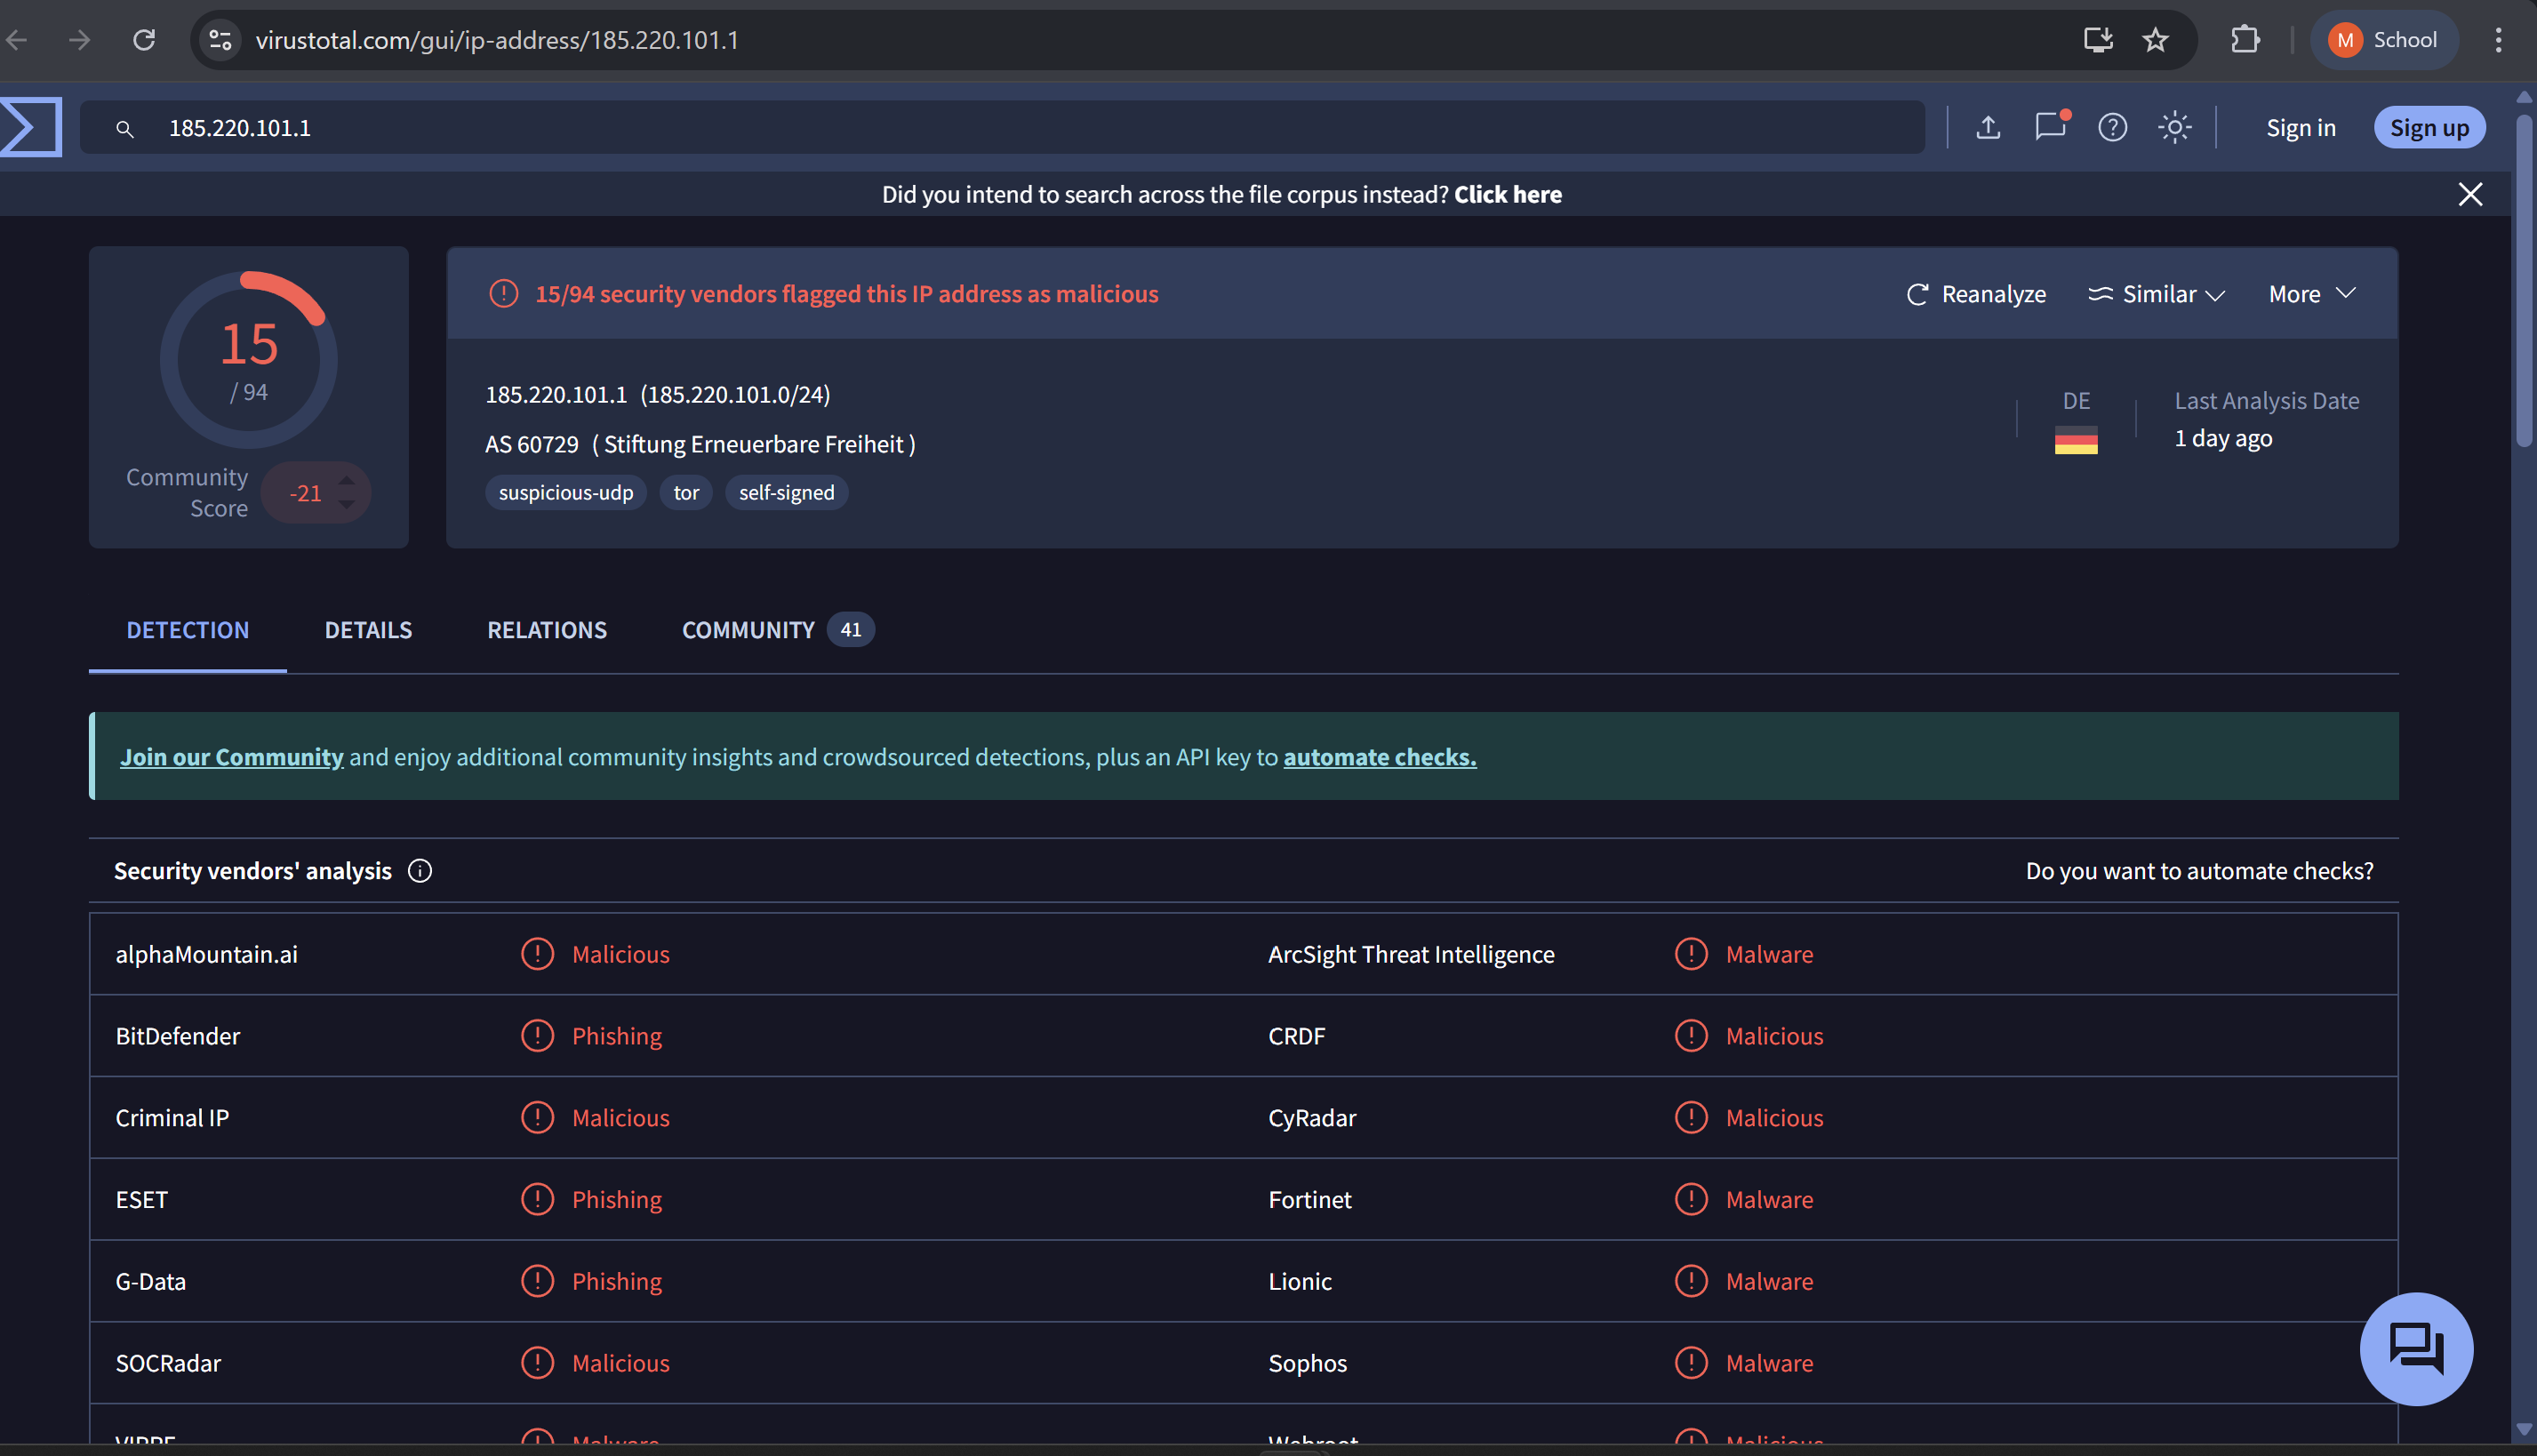 virustotal.com/gui/ip-address/185.220.101.1
M School
185.220.101.1
Sign in
Sign up
Did you intend to search across the file corpus instead? Click here
15
/ 94
Community Score
-21
15/94 security vendors flagged this IP address as malicious
Reanalyze
Similar
More
185.220.101.1 (185.220.101.0/24)
AS 60729 ( Stiftung Erneuerbare Freiheit )
suspicious-udp tor self-signed
DE
Last Analysis Date
1 day ago
DETECTION DETAILS RELATIONS COMMUNITY 41
Join our Community and enjoy additional community insights and crowdsourced detections, plus an API key to automate checks.
Security vendors' analysis
Do you want to automate checks?
alphaMountain.ai Malicious ArcSight Threat Intelligence Malware
BitDefender Phishing CRDF Malicious
Criminal IP Malicious CyRadar Malicious
ESET Phishing Fortinet Malware
G-Data Phishing Lionic Malware
SOCRadar Malicious Sophos Malware
VIPRE Malware Webroot Malicious